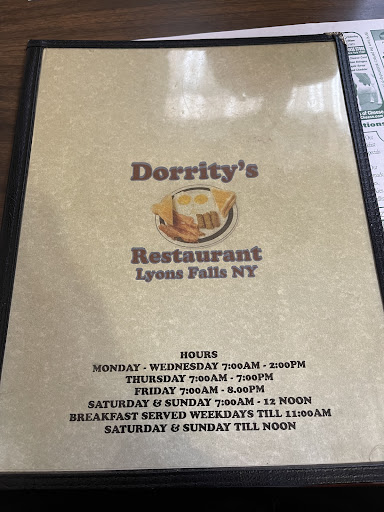 Dorrity's
Restaurant
Lyons Falls NY
HOURS
MONDAY - WEDNESDAY 7:00AM - 2:00PM
THURSDAY 7:00AM - 7:00PM
FRIDAY 7:00AM - 8.00PM
SATURDAY & SUNDAY 7:00AM - 12 NOON
BREAKFAST SERVED WEEKDAYS TILL 11:00AM
SATURDAY & SUNDAY TILL NOON